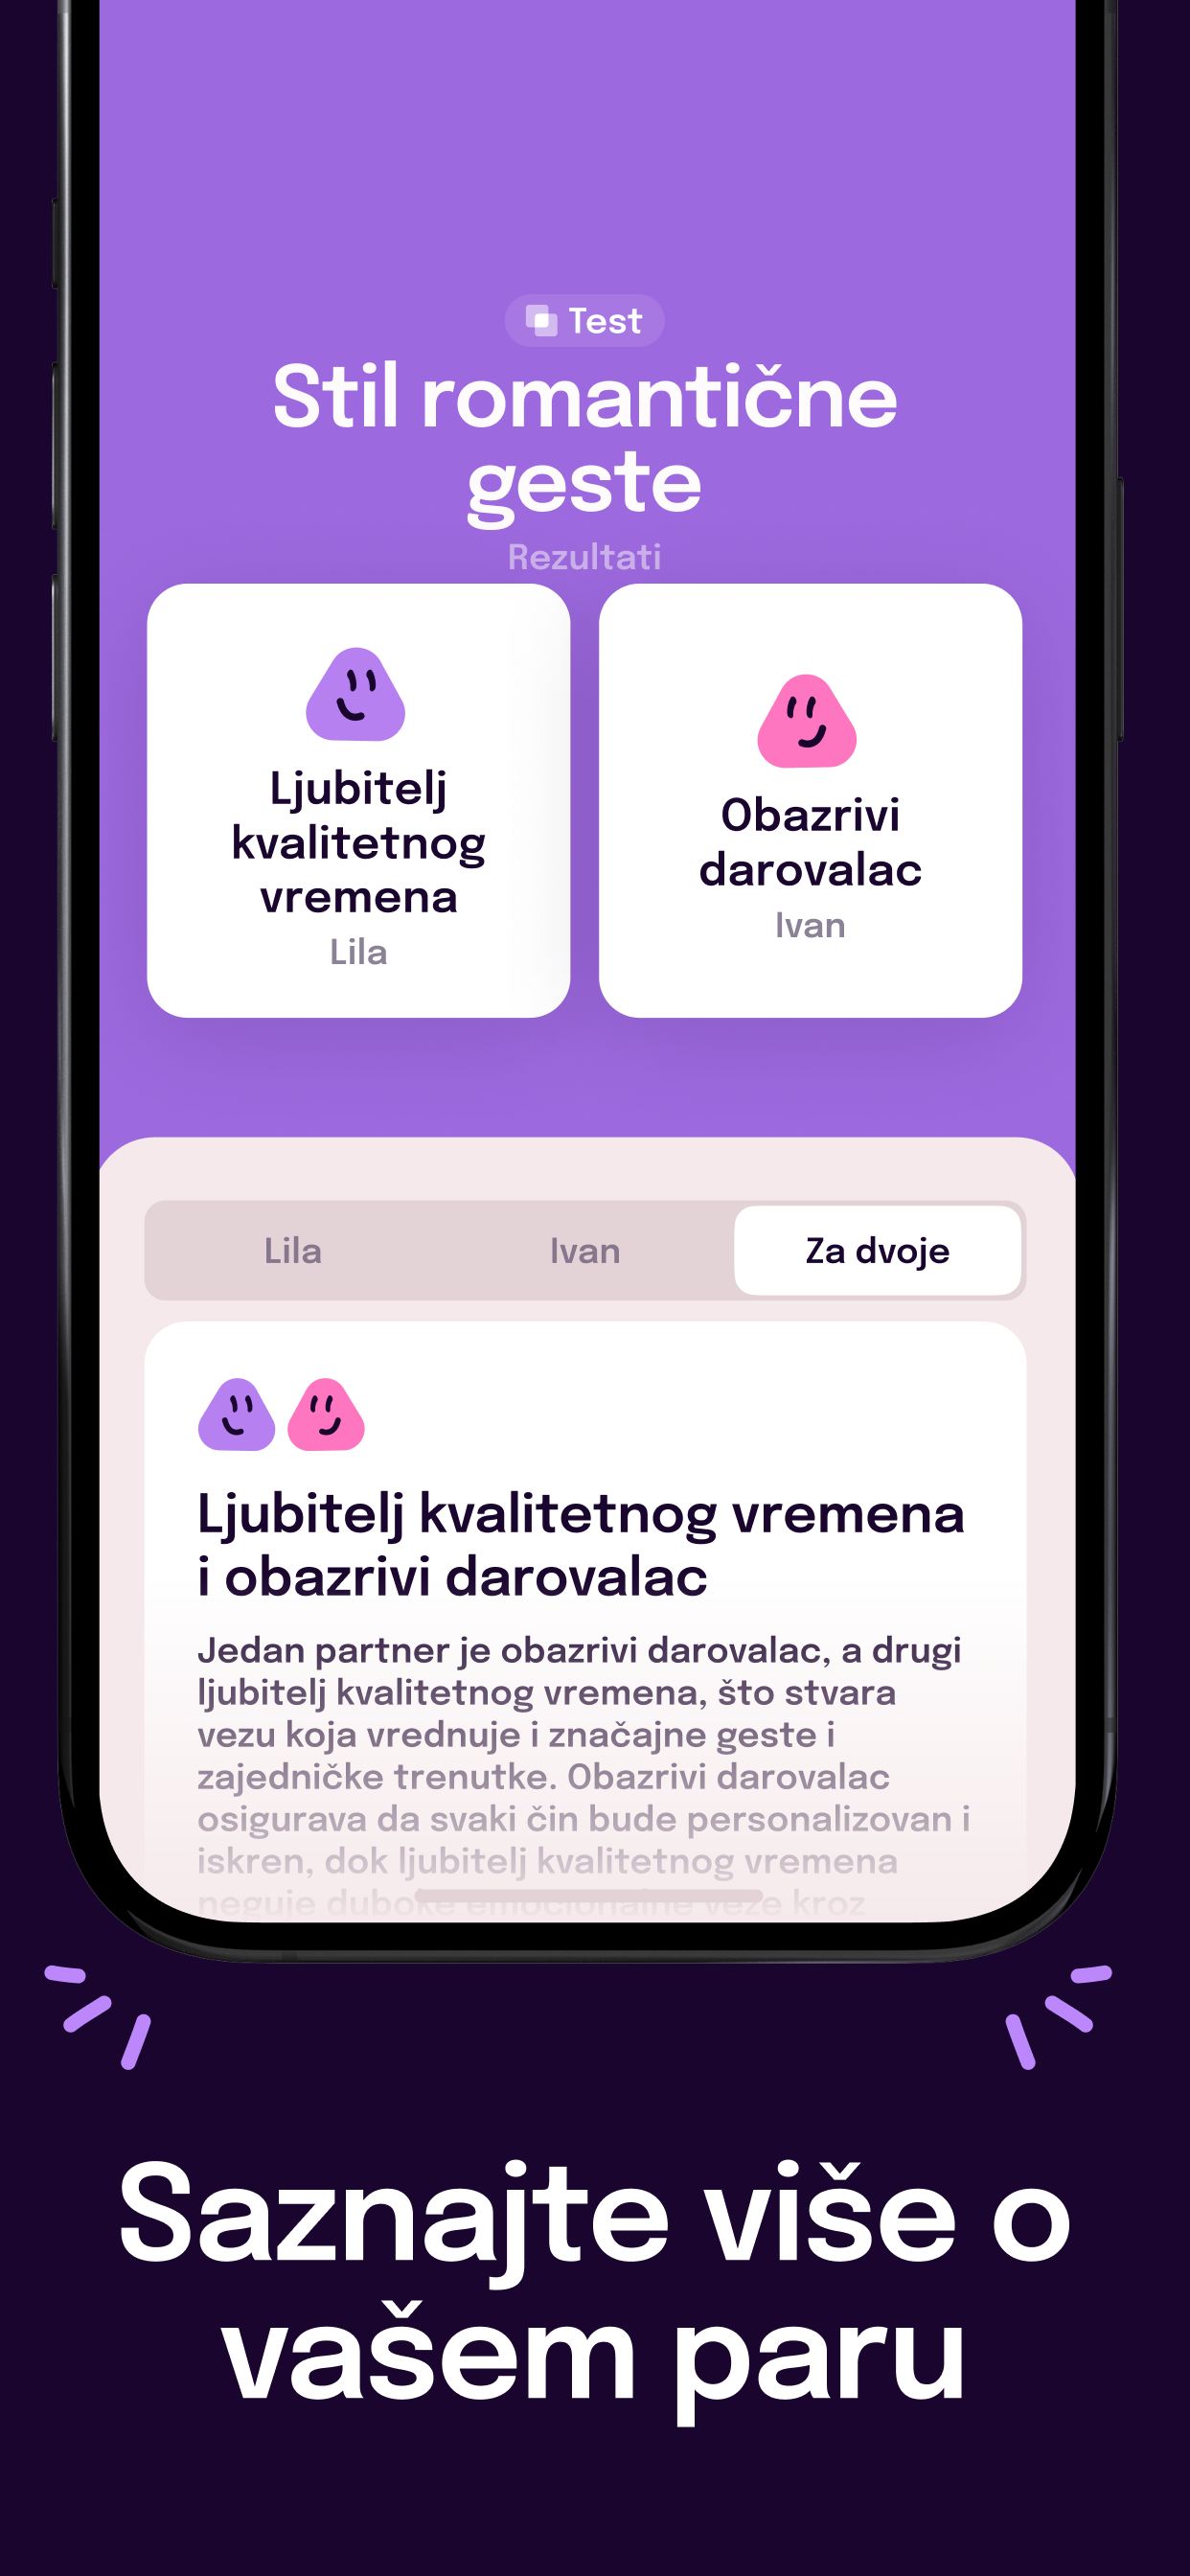 Test
Stil romantične
geste
Rezultati
Ljubitelj
kvalitetnog
vremena
Lila
Obazrivi
darovalac
Ivan
Lila
Ivan
Za dvoje
Ljubitelj kvalitetnog vremena
i obazrivi darovalac
Jedan partner je obazrivi darovalac, a drugi
ljubitelj kvalitetnog vremena, što stvara
vezu koja vrednuje i značajne geste i
zajedničke trenutke. Obazrivi darovalac
osigurava da svaki čin bude personalizovan i
iskren, dok ljubitelj kvalitetnog vremena
neguje duboke emocionalne veze kroz
Saznajte više o
vašem paru